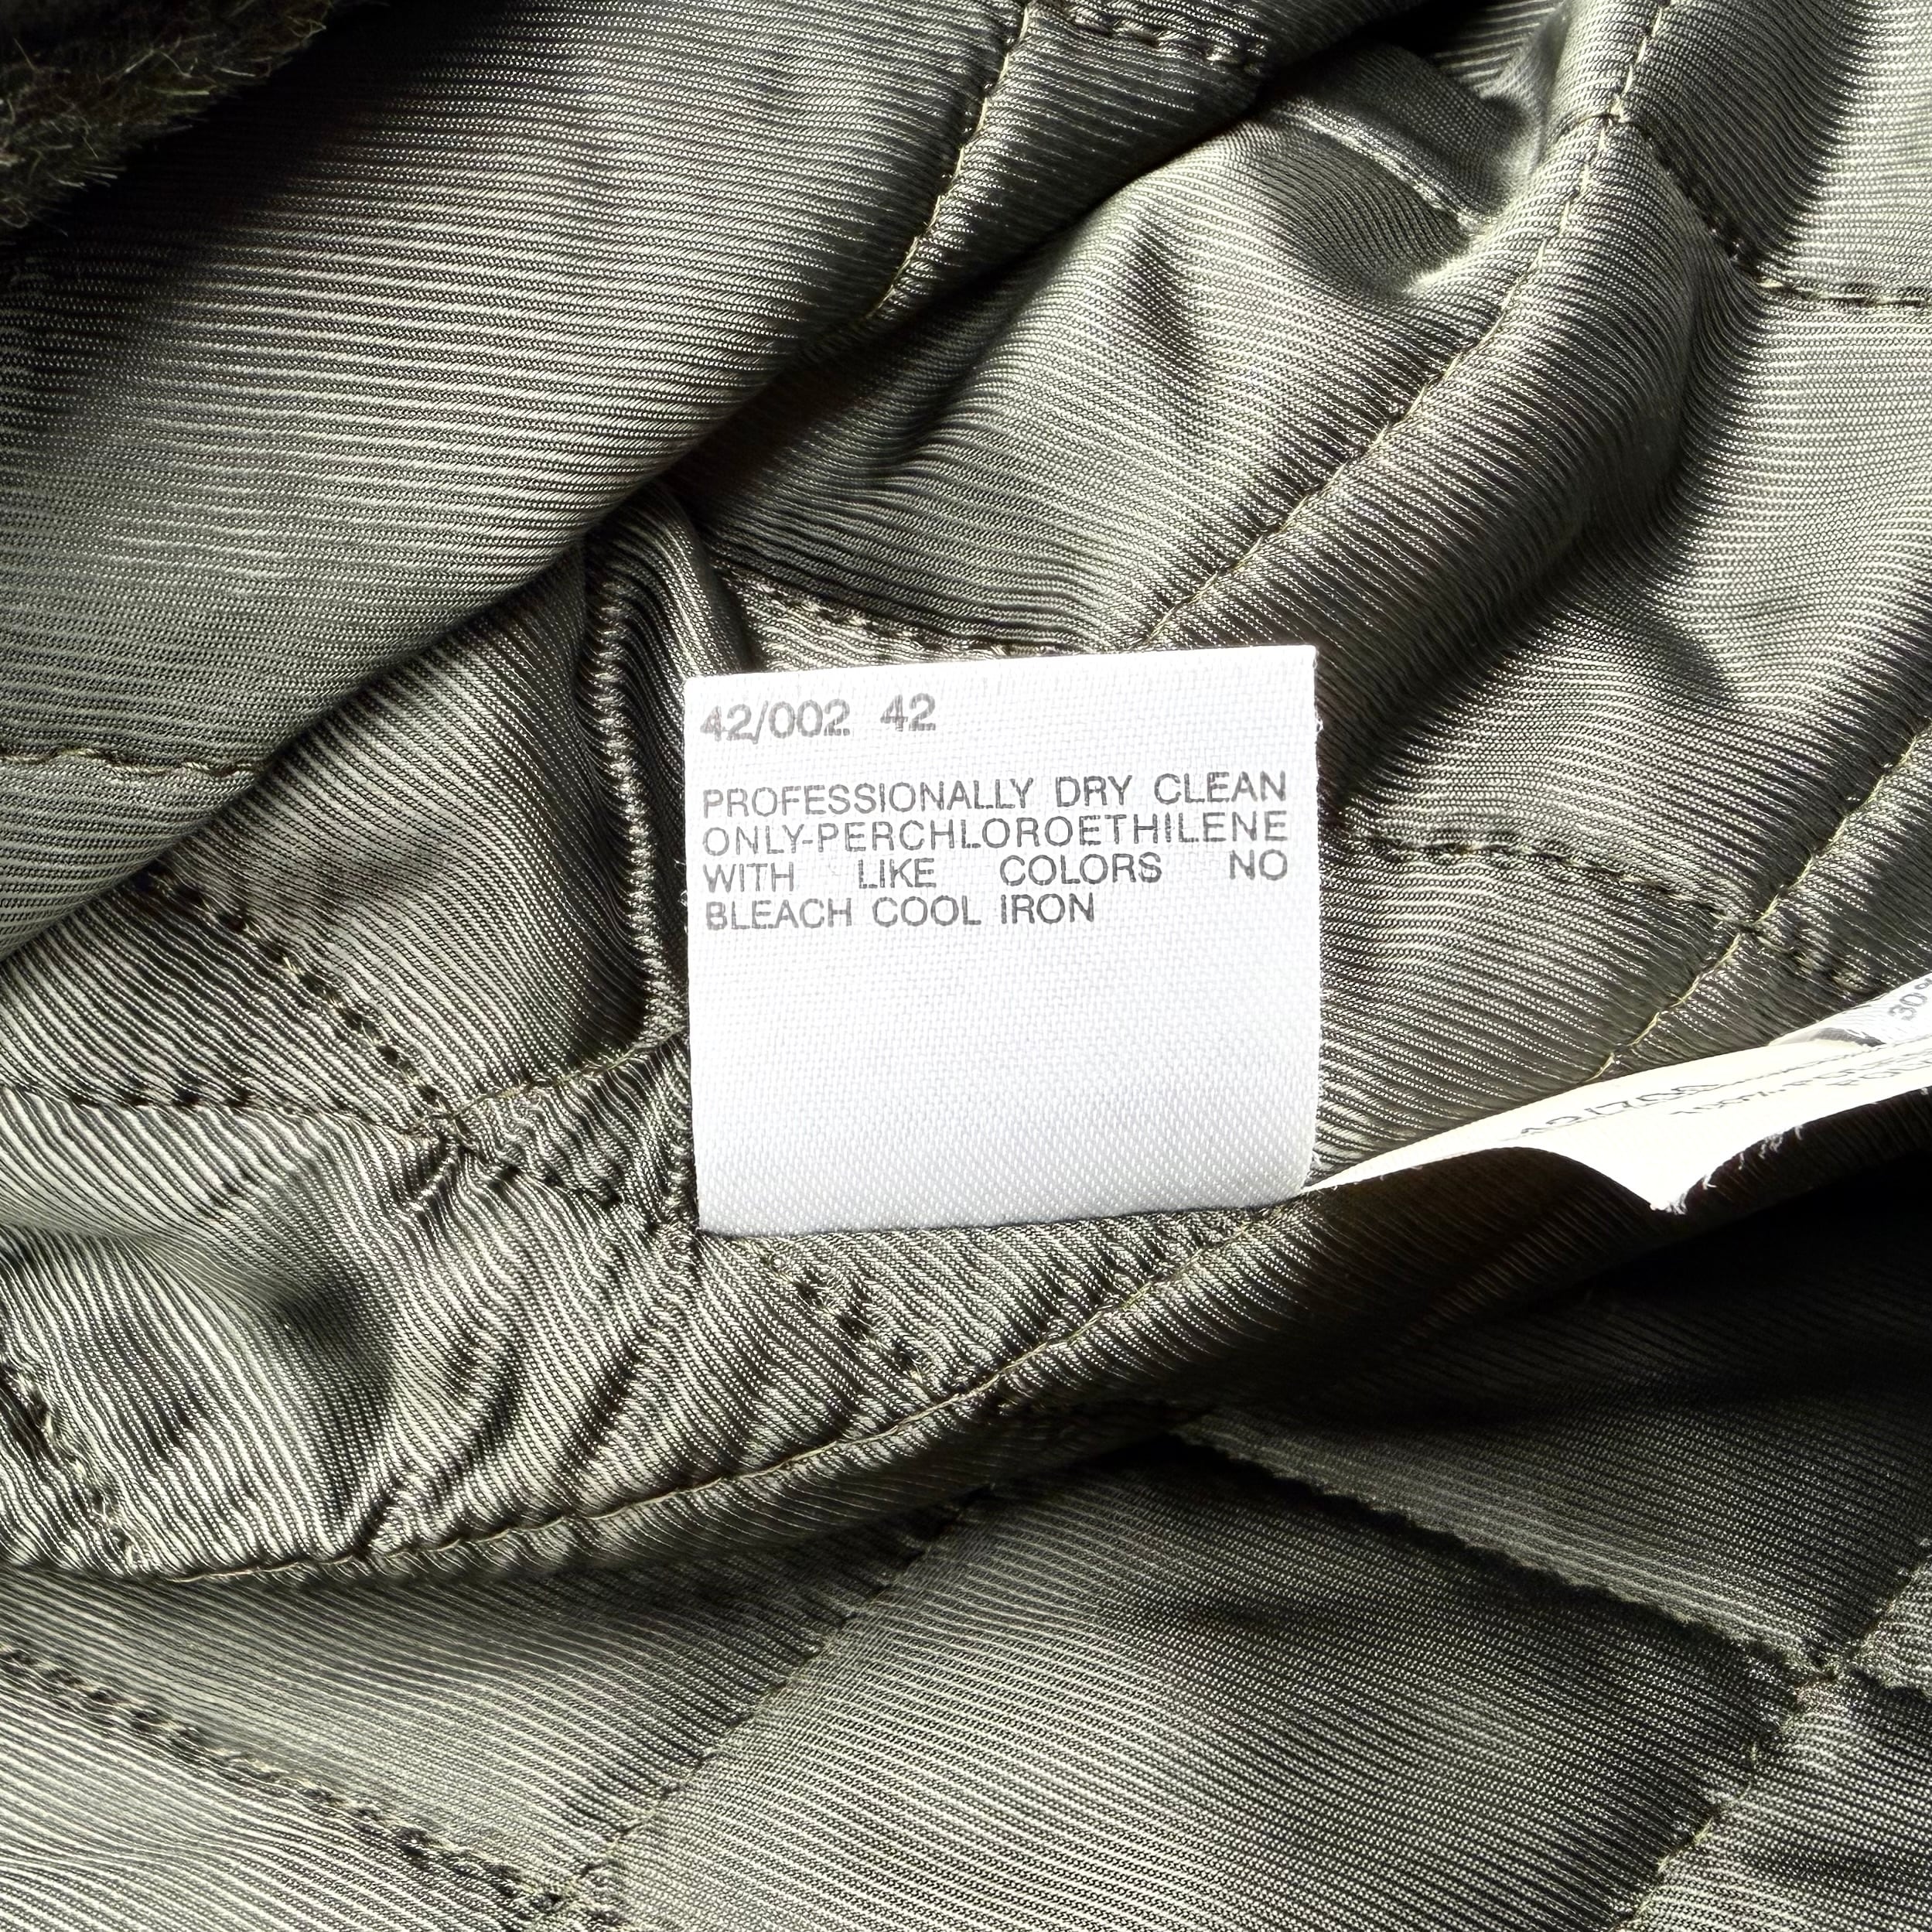 42/002 42
PROFESSIONALLY DRY CLEAN
ONLY-PERCHLOROETHILENE
WITH LIKE COLORS NO
BLEACH COOL IRON